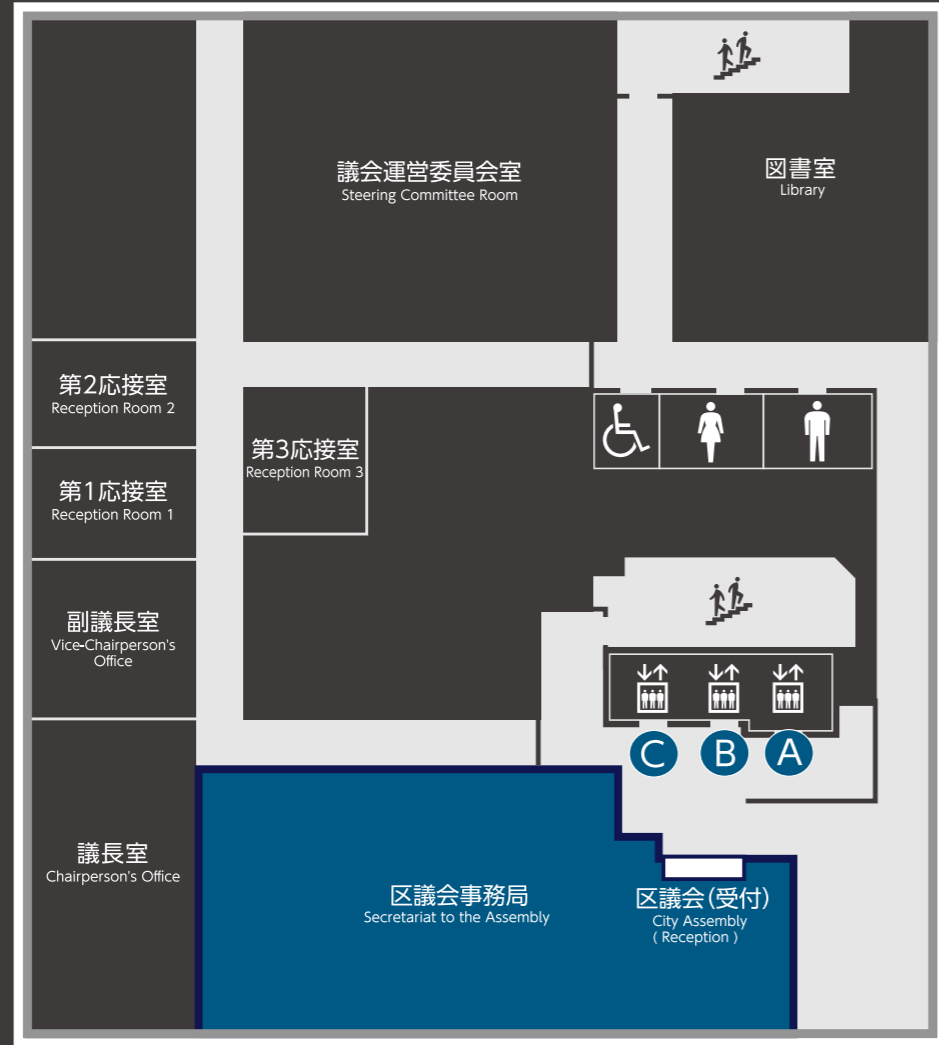 議会運営委員会室
Steering Committee Room
図書室
Library
第2応接室
Reception Room 2
第3応接室
Reception Room 3
第1応接室
Reception Room 1
副議長室
Vice-Chairperson's
Office
C
B
A
議長室
Chairperson's Office
区議会事務局
Secretariat to the Assembly
区議会(受付)
City Assembly
( Reception )